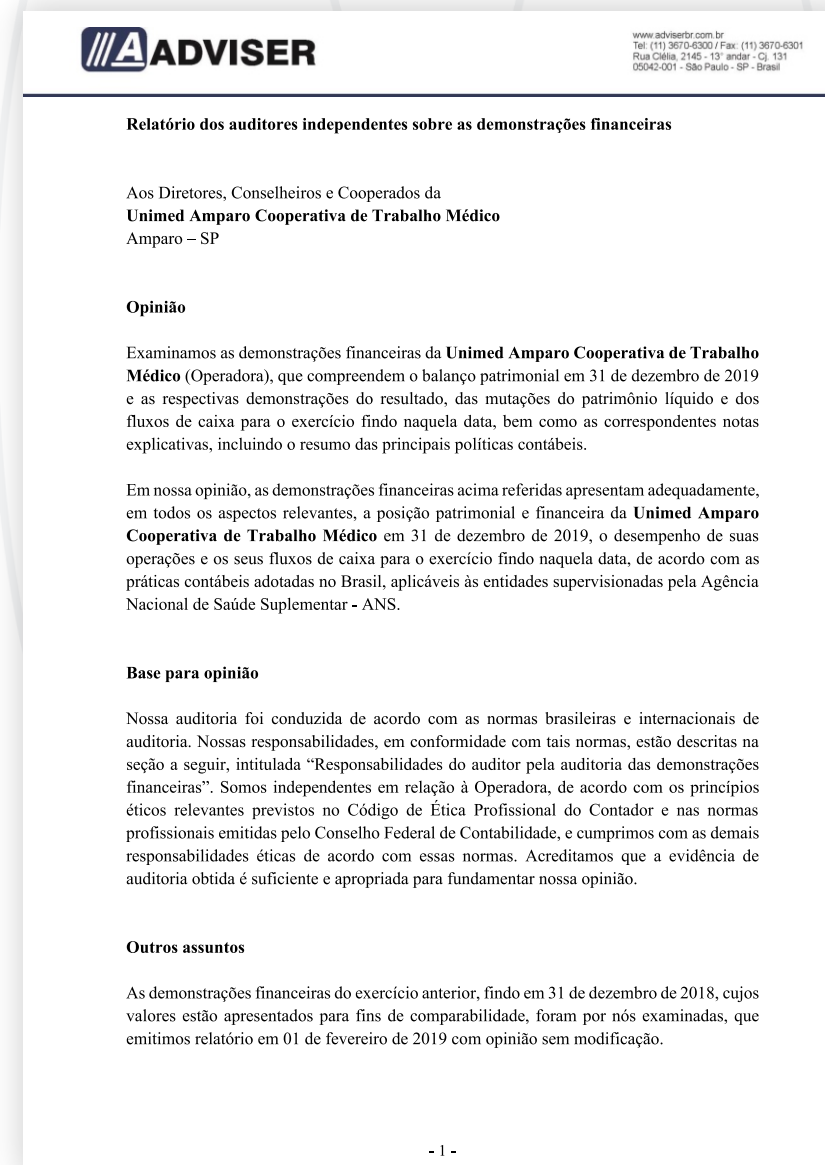 ADVISER
www.adviserbr.com.br
Tel: (11) 3670-6300 / Fax: (11) 3670-6301
Rua Clélia, 2145 - 13° andar - Cj. 131
05042-001 - São Paulo - SP - Brasil
Relatório dos auditores independentes sobre as demonstrações financeiras
Aos Diretores, Conselheiros e Cooperados da
Unimed Amparo Cooperativa de Trabalho Médico
Amparo – SP
Opinião
Examinamos as demonstrações financeiras da Unimed Amparo Cooperativa de Trabalho
Médico (Operadora), que compreendem o balanço patrimonial em 31 de dezembro de 2019
e as respectivas demonstrações do resultado, das mutações do patrimônio líquido e dos
fluxos de caixa para o exercício findo naquela data, bem como as correspondentes notas
explicativas, incluindo o resumo das principais políticas contábeis.
Em nossa opinião, as demonstrações financeiras acima referidas apresentam adequadamente,
em todos os aspectos relevantes, a posição patrimonial e financeira da Unimed Amparo
Cooperativa de Trabalho Médico em 31 de dezembro de 2019, o desempenho de suas
operações e os seus fluxos de caixa para o exercício findo naquela data, de acordo com as
práticas contábeis adotadas no Brasil, aplicáveis às entidades supervisionadas pela Agência
Nacional de Saúde Suplementar - ANS.
Base para opinião
Nossa auditoria foi conduzida de acordo com as normas brasileiras e internacionais de
auditoria. Nossas responsabilidades, em conformidade com tais normas, estão descritas na
seção a seguir, intitulada “Responsabilidades do auditor pela auditoria das demonstrações
financeiras”. Somos independentes em relação à Operadora, de acordo com os princípios
éticos relevantes previstos no Código de Ética Profissional do Contador e nas normas
profissionais emitidas pelo Conselho Federal de Contabilidade, e cumprimos com as demais
responsabilidades éticas de acordo com essas normas. Acreditamos que a evidência de
auditoria obtida é suficiente e apropriada para fundamentar nossa opinião.
Outros assuntos
As demonstrações financeiras do exercício anterior, findo em 31 de dezembro de 2018, cujos
valores estão apresentados para fins de comparabilidade, foram por nós examinadas, que
emitimos relatório em 01 de fevereiro de 2019 com opinião sem modificação.
- 1 -